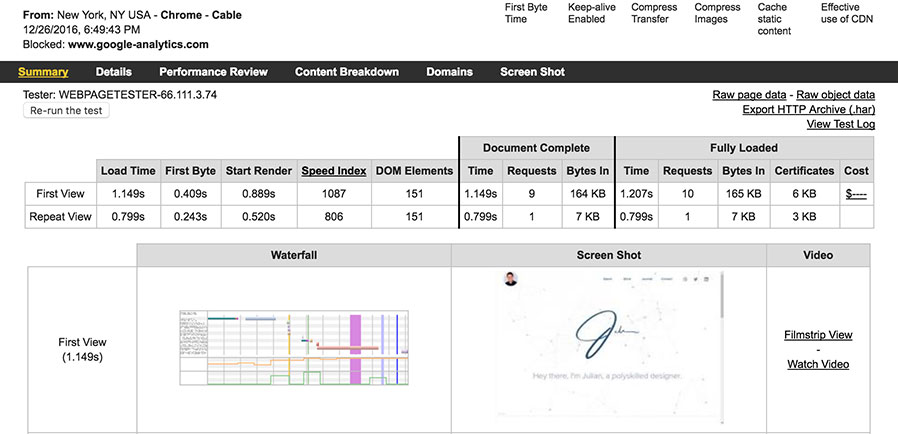 From: New York, NY USA - Chrome - Cable
12/26/2016, 6:49:43 PM
Blocked: www.google-analytics.com
First Byte Time
Keep-alive Enabled
Compress Transfer
Compress Images
Cache static content
Effective use of CDN
Summary Details Performance Review Content Breakdown Domains Screen Shot
Tester: WEBPAGETESTER-66.111.3.74
Re-run the test
Raw page data - Raw object data
Export HTTP Archive (.har)
View Test Log
Document Complete Fully Loaded
Load Time First Byte Start Render Speed Index DOM Elements Time Requests Bytes In Time Requests Bytes In Certificates Cost
First View 1.149s 0.409s 0.889s 1087 151 1.149s 9 164 KB 1.207s 10 165 KB 6 KB $----
Repeat View 0.799s 0.243s 0.520s 806 151 0.799s 1 7 KB 0.799s 1 7 KB 3 KB
Waterfall Screen Shot Video
First View
(1.149s)
Hey there, I'm Julian, a polyskilled designer.
Filmstrip View
-
Watch Video